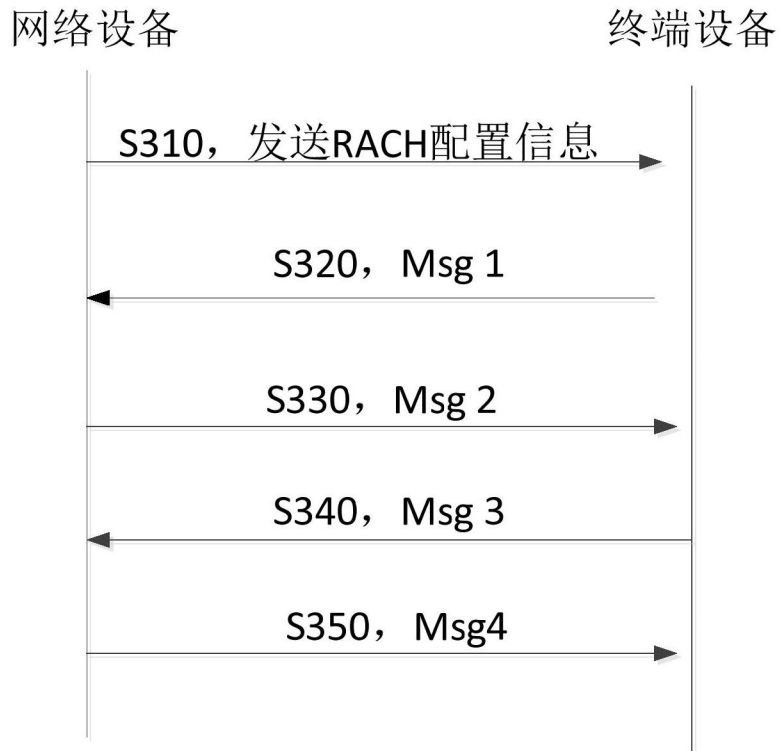 网络设备
终端设备
S310，发送RACH配置信息
S320，Msg 1
S330，Msg 2
S340，Msg 3
S350，Msg4